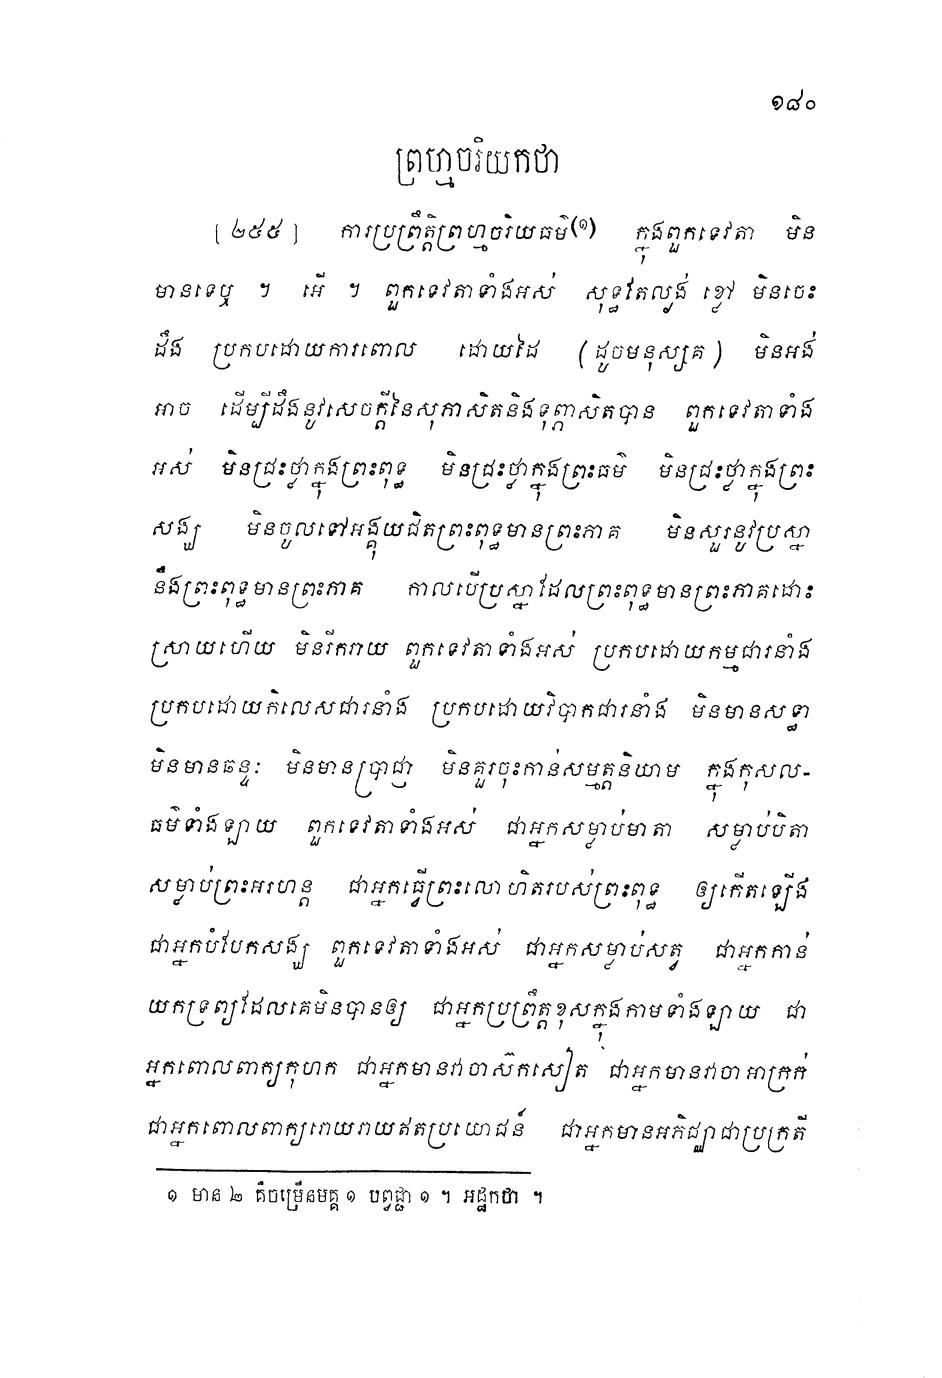 ១៨០
ព្រហ្មចរិយកថា
[ ២៥៥ ] ការប្រព្រឹត្តិព្រហ្មចរិយធម៌(១) ក្នុងពួកទេវតា មិន
មានទេឬ ។ អើ ។ ពួកទេវតាទាំងអស់ សុទ្ធតែល្ងង់ ខ្លៅ មិនចេះ
ដឹង ប្រកបដោយការពោល ដោយដៃ (ដូចមនុស្សគ) មិនអង់
អាច ដើម្បីដឹងនូវសេចក្តីនៃសុភាសិតនិងទុព្ភាសិតបាន ពួកទេវតាទាំង
អស់ មិនជ្រះថ្លាក្នុងព្រះពុទ្ធ មិនជ្រះថ្លាក្នុងព្រះធម៌ មិនជ្រះថ្លាក្នុងព្រះ
សង្ឃ មិនចូលទៅអង្គុយជិតព្រះពុទ្ធមានព្រះភាគ មិនសួរនូវប្រស្នា
នឹងព្រះពុទ្ធមានព្រះភាគ កាលបើប្រស្នាដែលព្រះពុទ្ធមានព្រះភាគដោះ
ស្រាយហើយ មិនរីករាយ ពួកទេវតាទាំងអស់ ប្រកបដោយកម្មជារនាំង
ប្រកបដោយកិលេសជារនាំង ប្រកបដោយវិបាកជារនាំង មិនមានសទ្ធា
មិនមានឆន្ទៈ មិនមានប្រាជ្ញា មិនគួរចុះកាន់សម្មត្តនិយាម ក្នុងកុសល-
ធម៌ទាំងឡាយ ពួកទេវតាទាំងអស់ ជាអ្នកសម្លាប់មាតា សម្លាប់បិតា
សម្លាប់ព្រះអរហន្ត ជាអ្នកធ្វើព្រះលោហិតរបស់ព្រះពុទ្ធ ឲ្យកើតឡើង
ជាអ្នកបំបែកសង្ឃ ពួកទេវតាទាំងអស់ ជាអ្នកសម្លាប់សត្វ ជាអ្នកកាន់
យកទ្រព្យដែលគេមិនបានឲ្យ ជាអ្នកប្រព្រឹត្តខុសក្នុងកាមទាំងឡាយ ជា
អ្នកពោលពាក្យកុហក ជាអ្នកមានវាចាស៊កសៀត ជាអ្នកមានវាចាអាក្រក់
ជាអ្នកពោលពាក្យរោយរាយឥតប្រយោជន៍ ជាអ្នកមានអភិជ្ឈាជាប្រក្រតី
១ មាន ២ គឺចម្រើនមគ្គ ១ បព្វជ្ជា ១ ។ អដ្ឋកថា ។